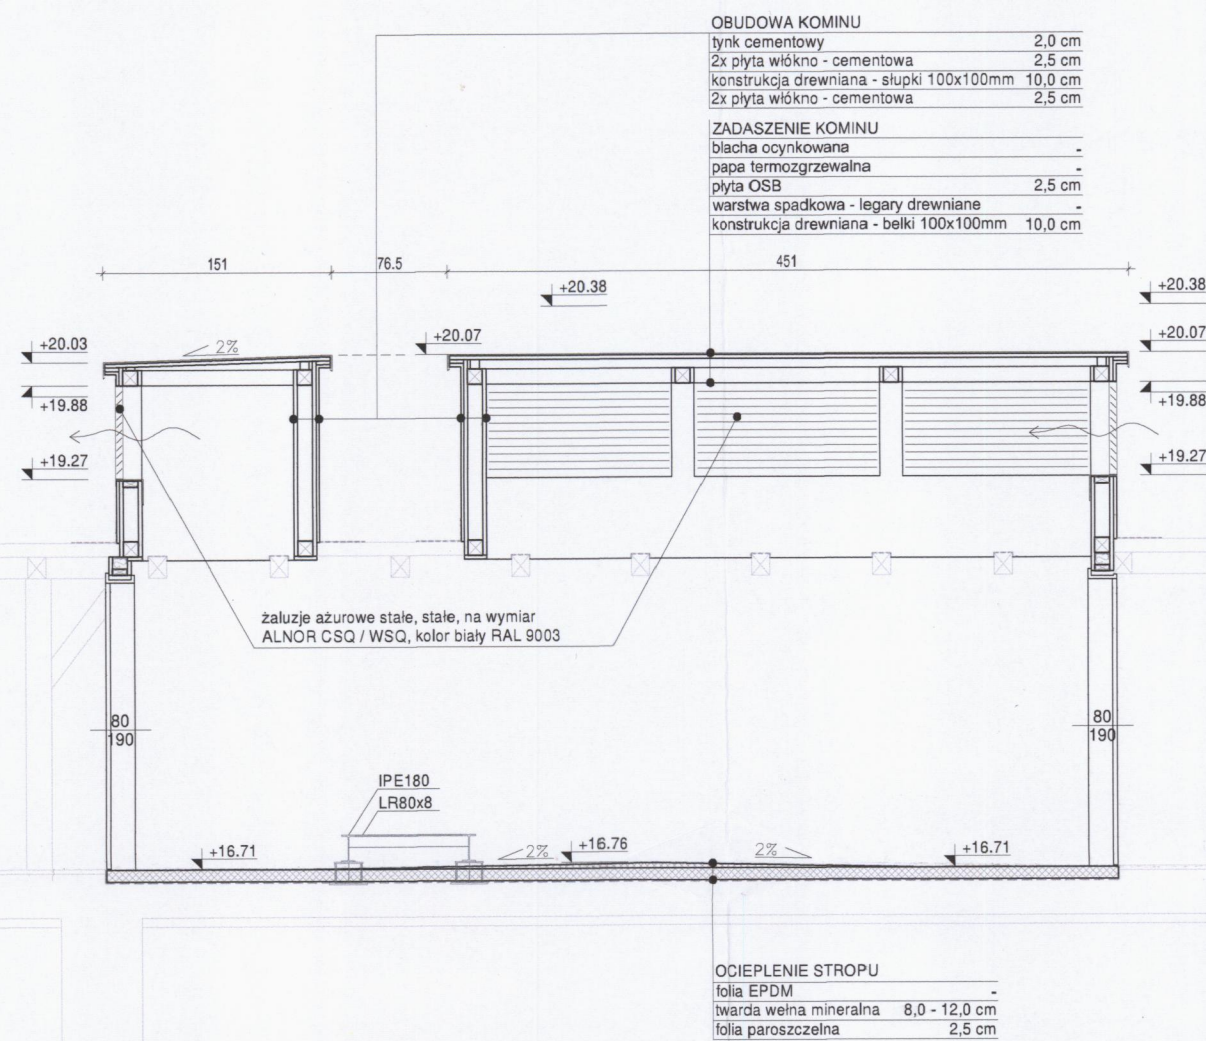 OBUDOWA KOMINU
tynk cementowy 2,0 cm
2x płyta włókno - cementowa 2,5 cm
konstrukcja drewniana - słupki 100x100mm 10,0 cm
2x płyta włókno - cementowa 2,5 cm
ZADASZENIE KOMINU
blacha ocynkowana -
papa termozgrzewalna -
płyta OSB 2,5 cm
warstwa spadkowa - legary drewniane -
konstrukcja drewniana - belki 100x100mm 10,0 cm
151 76.5 451
+20.38 +20.38
+20.03 2% +20.07 +20.07
+19.88 +19.88
+19.27 +19.27
żaluzje ażurowe stałe, stałe, na wymiar
ALNOR CSQ / WSQ, kolor biały RAL 9003
80 80
190 190
IPE180
LR80x8
+16.71 2% +16.76 2% +16.71
OCIEPLENIE STROPU
folia EPDM -
twarda wełna mineralna 8,0 - 12,0 cm
folia paroszczelna 2,5 cm